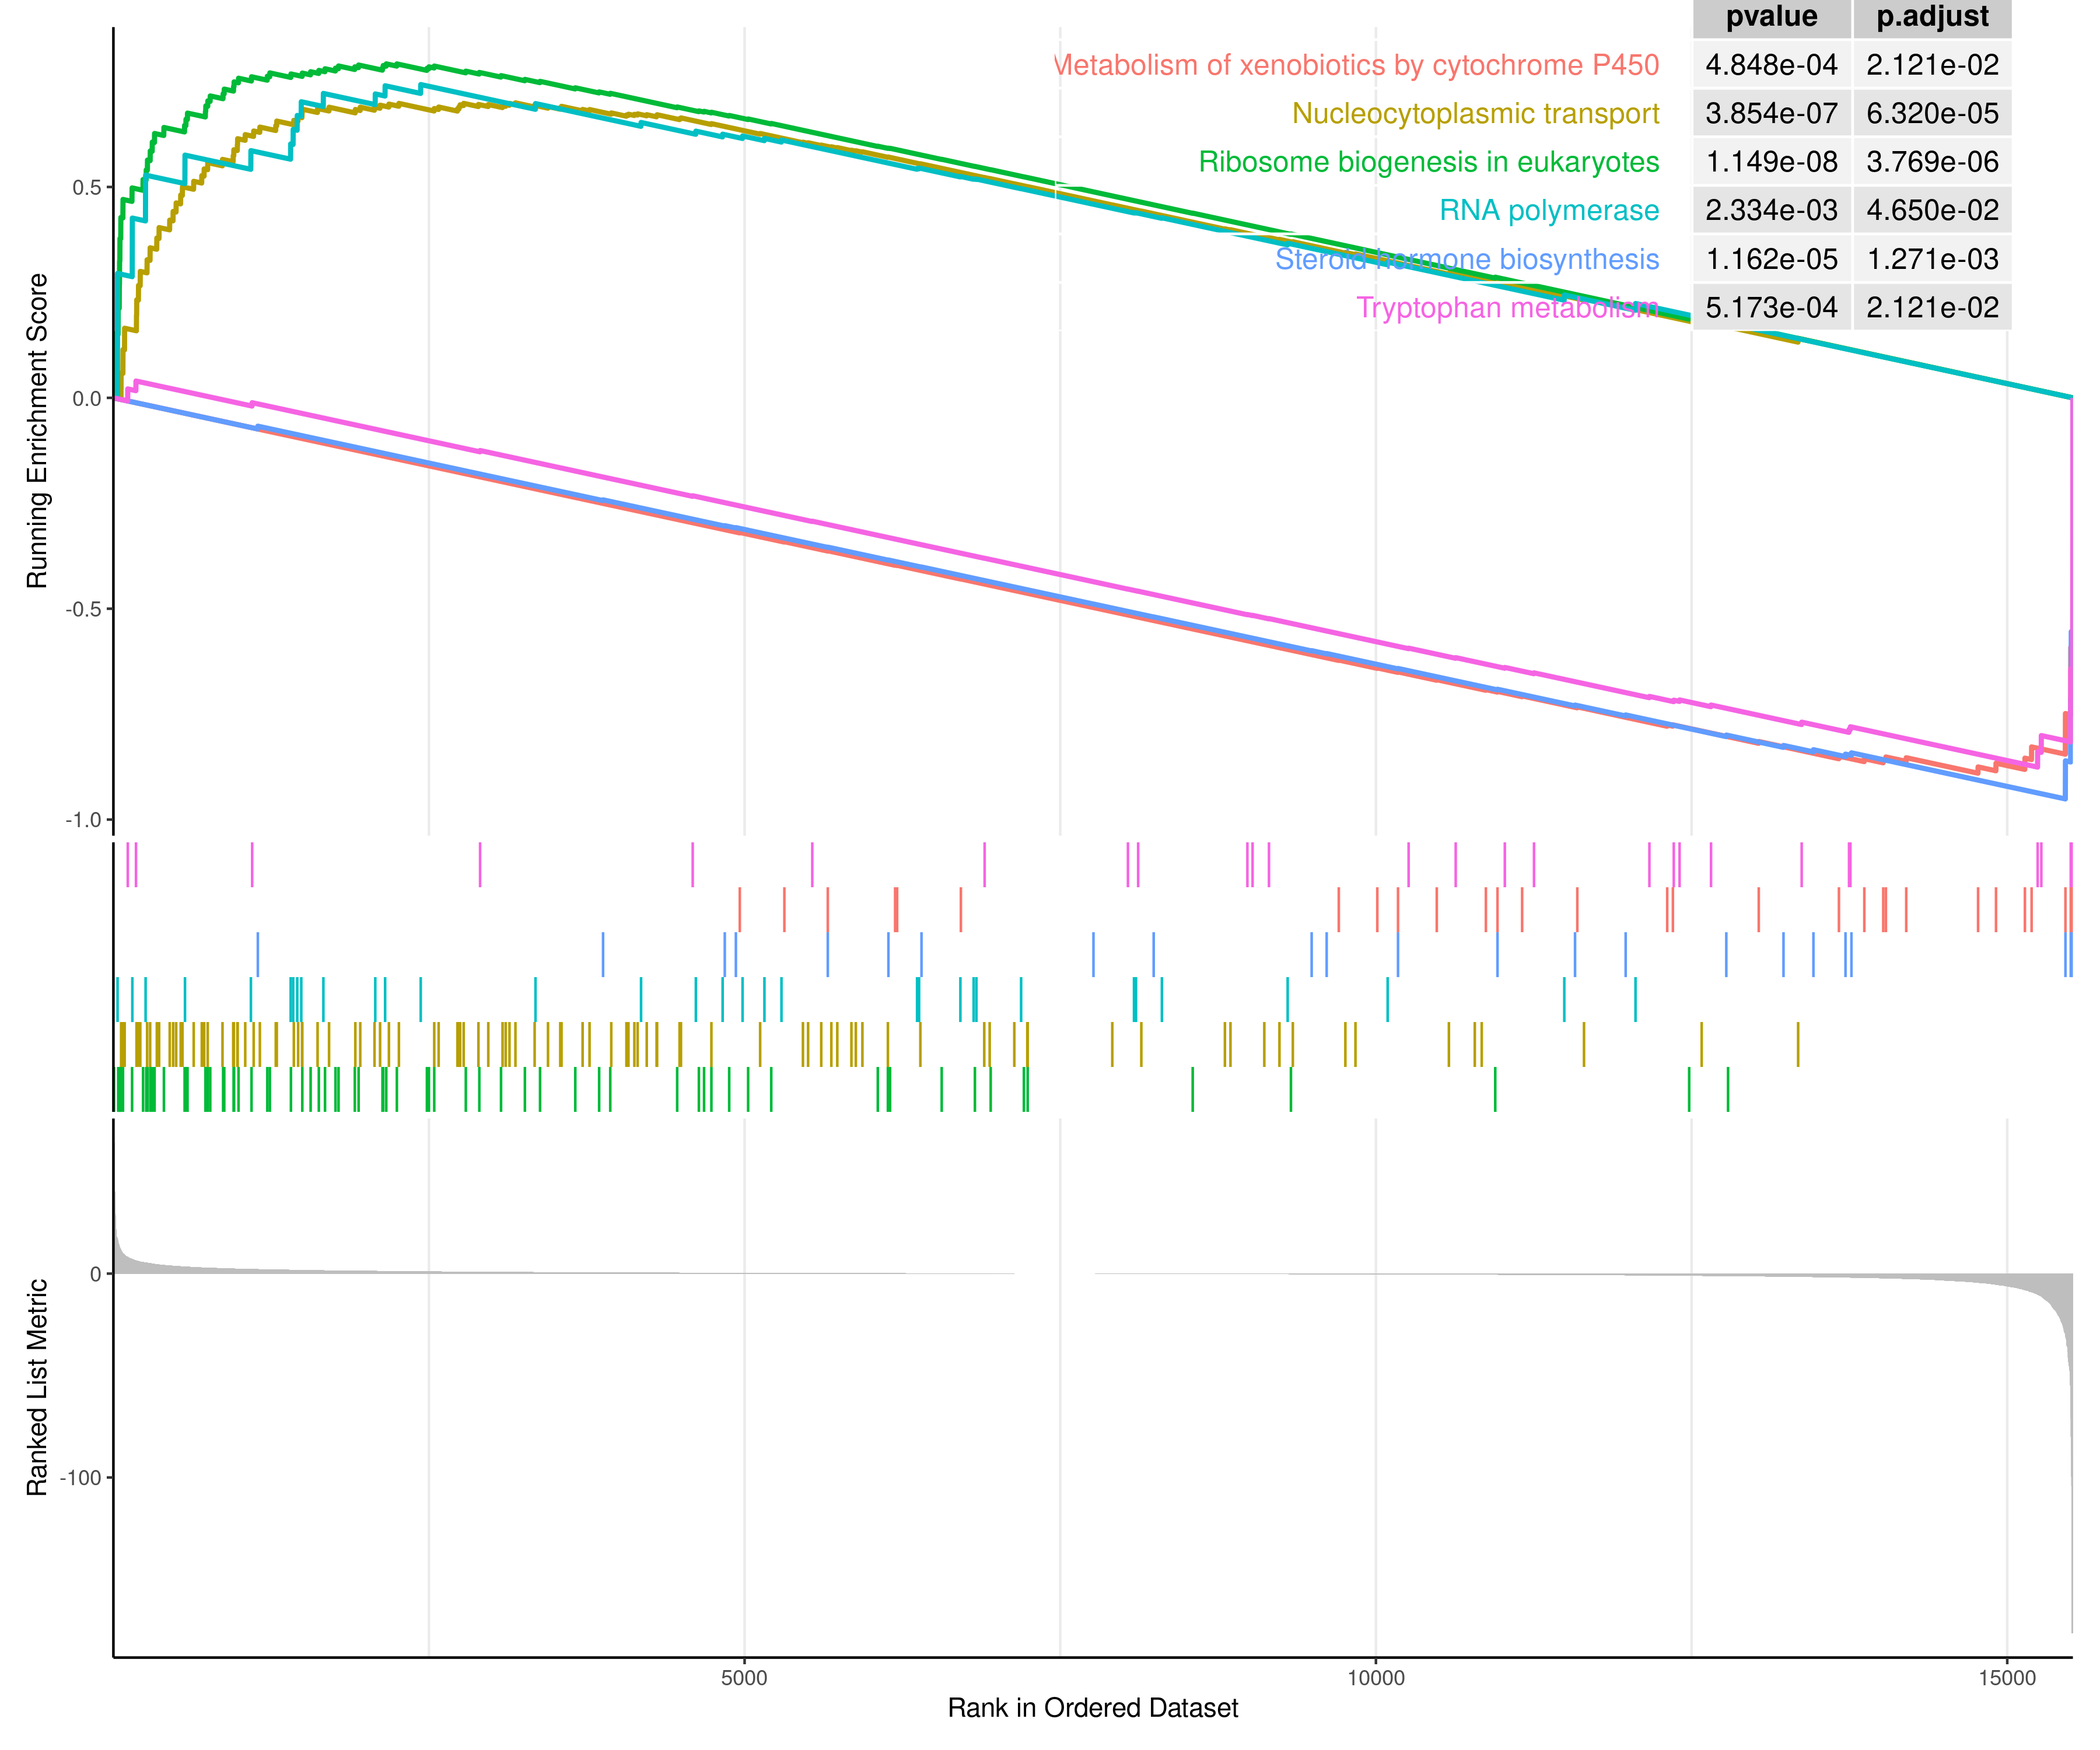 pvalue p.adjust
Metabolism of xenobiotics by cytochrome P450 4.848e-04 2.121e-02
Nucleocytoplasmic transport 3.854e-07 6.320e-05
Ribosome biogenesis in eukaryotes 1.149e-08 3.769e-06
RNA polymerase 2.334e-03 4.650e-02
Steroid hormone biosynthesis 1.162e-05 1.271e-03
Tryptophan metabolism 5.173e-04 2.121e-02
Running Enrichment Score
0.5
0.0
-0.5
-1.0
Ranked List Metric
0
-100
5000 10000 15000
Rank in Ordered Dataset